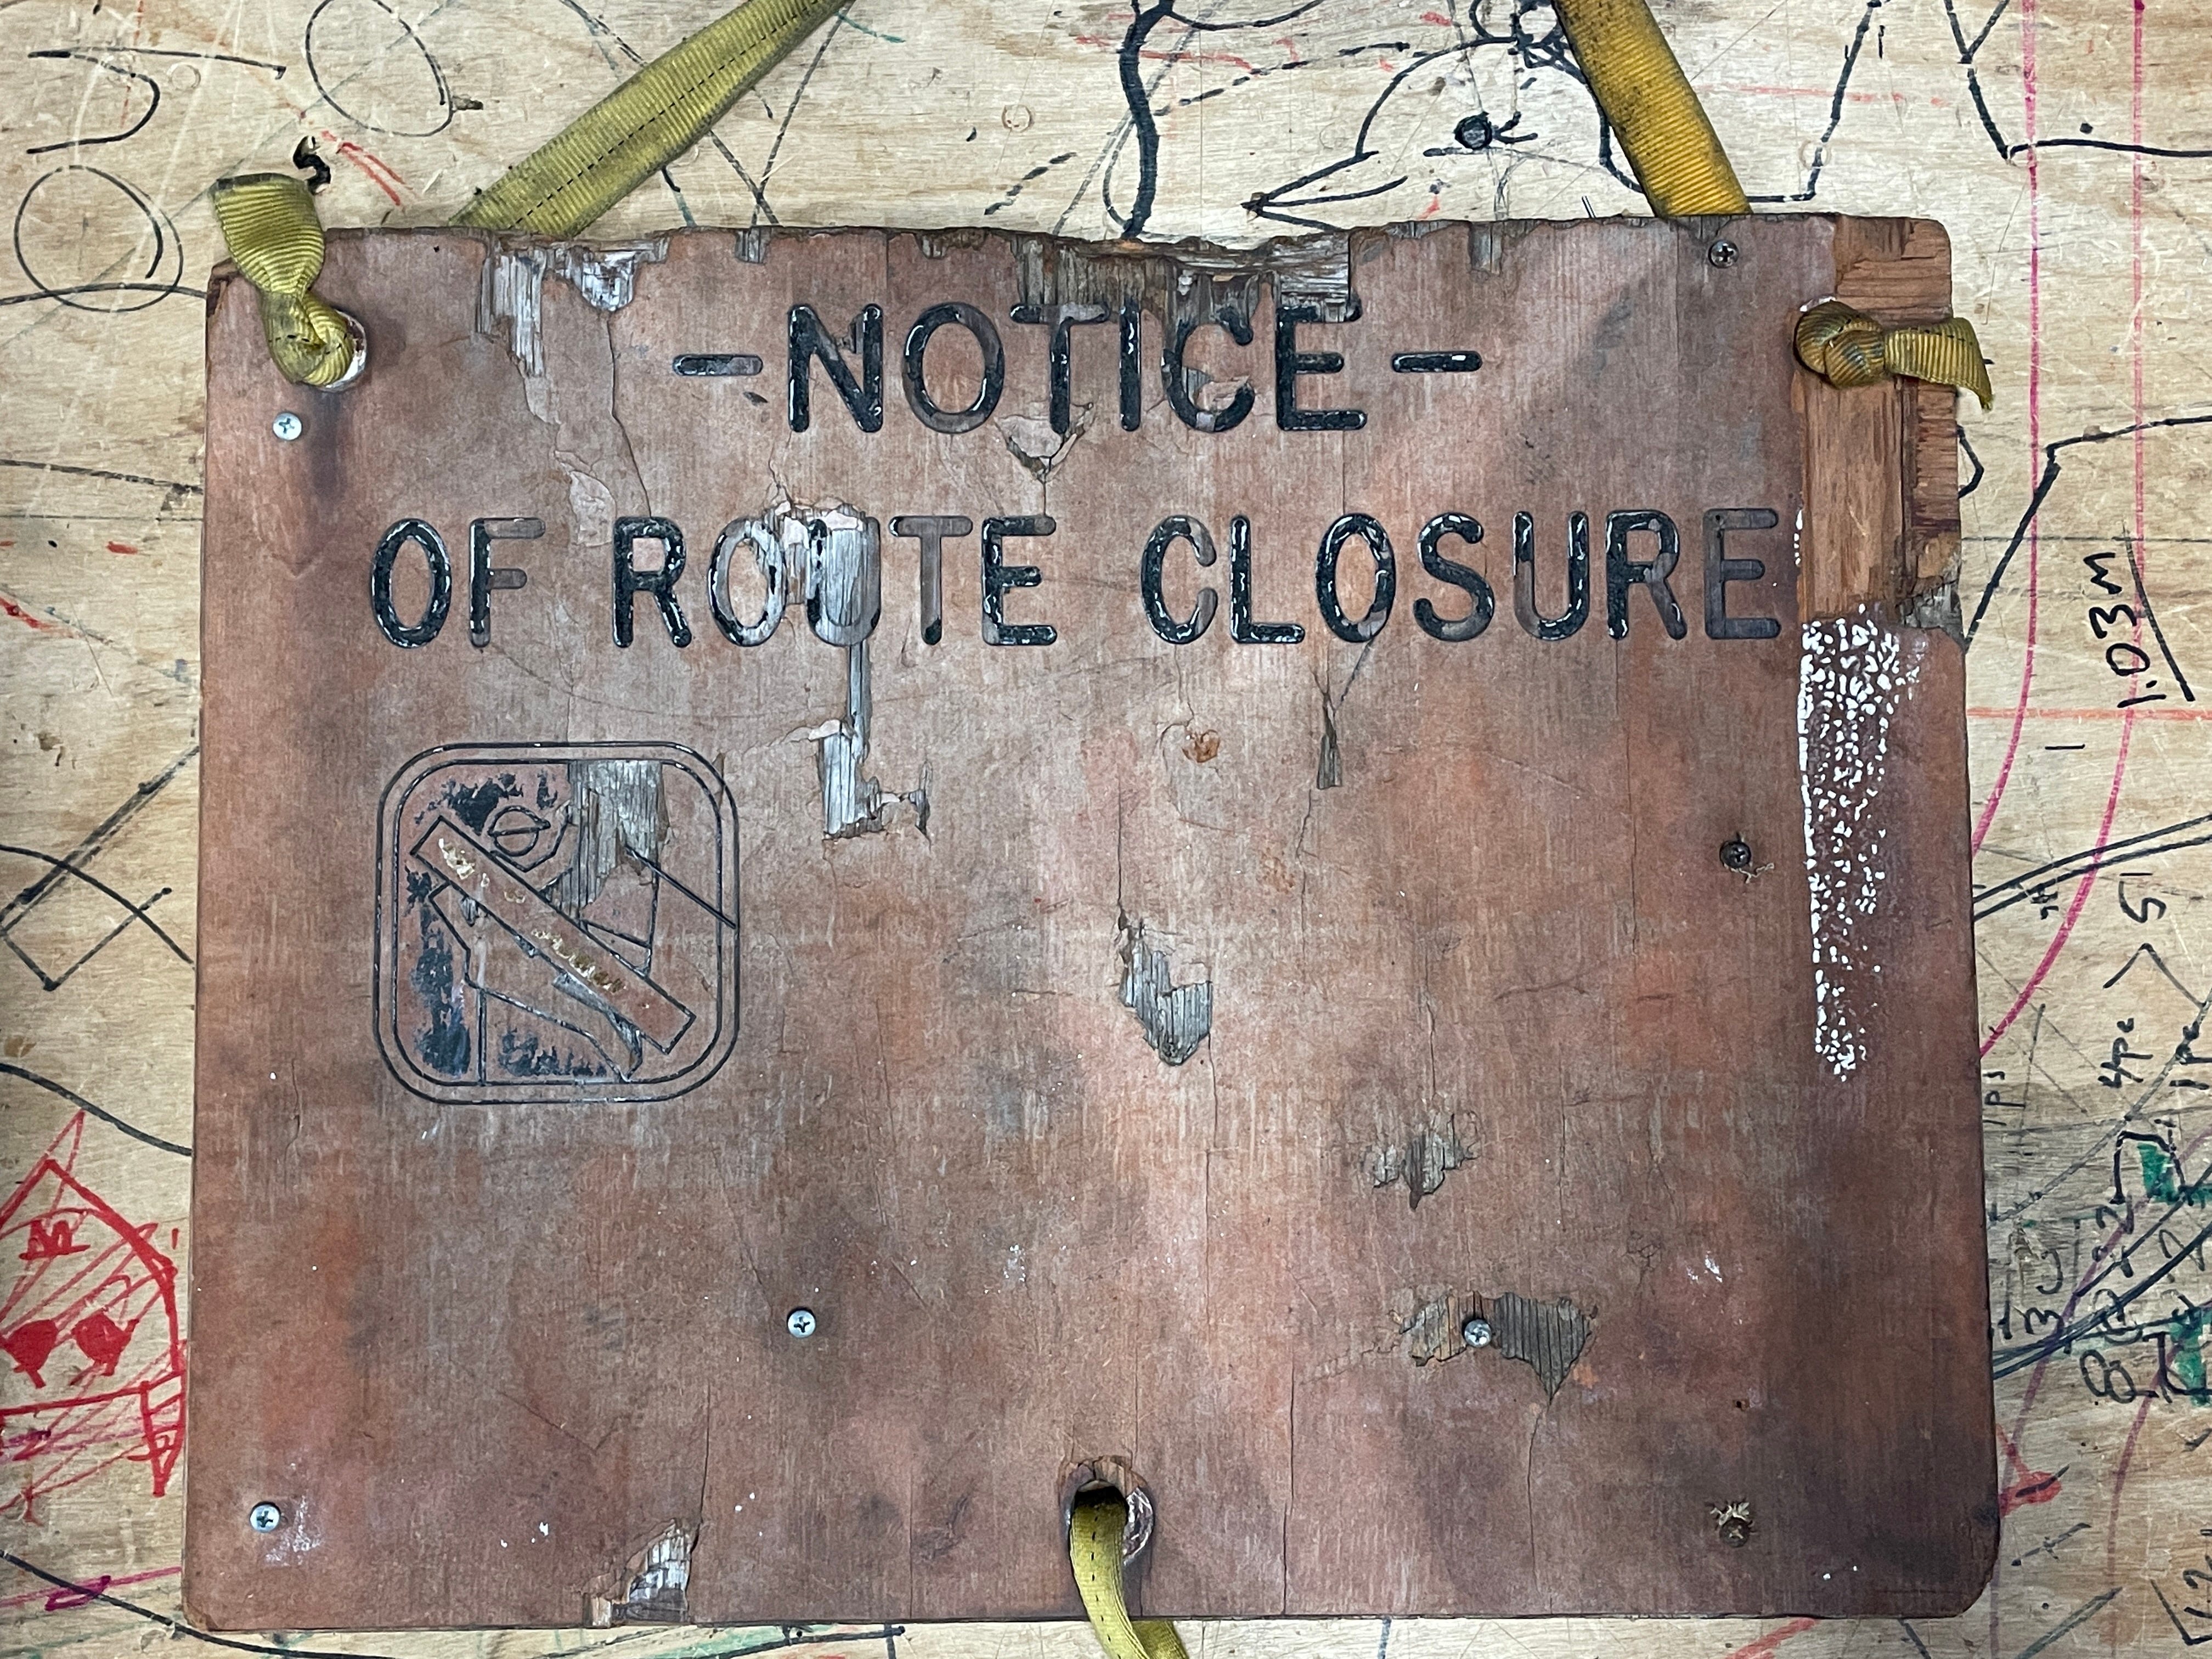 -NOTICE-
OF ROUTE CLOSURE
1.03M